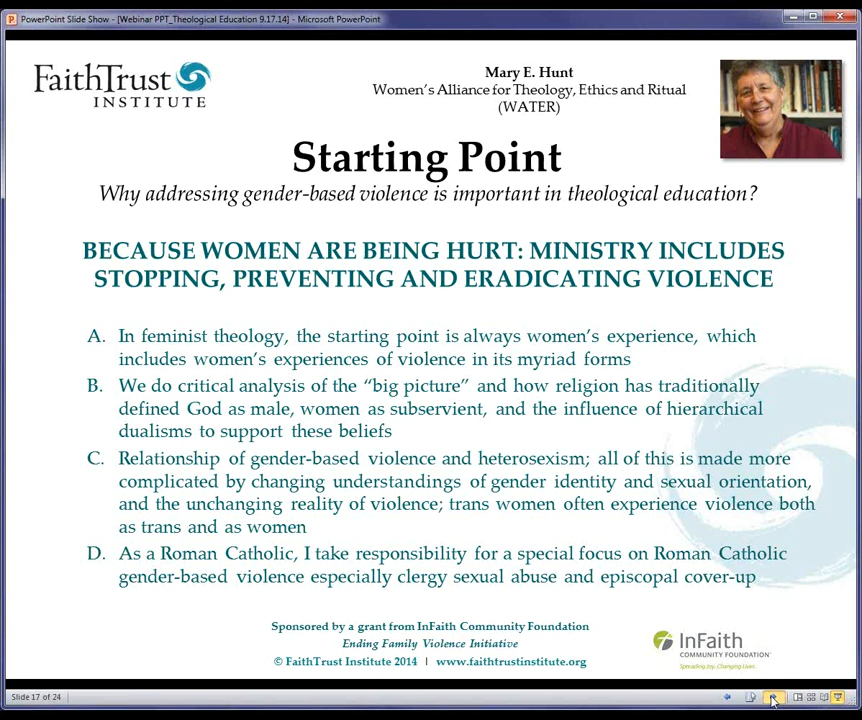 PowerPoint Slide Show - [Webinar PPT_Theological Education 9.17.14] - Microsoft PowerPoint
FaithTrust
INSTITUTE
Mary E. Hunt
Women's Alliance for Theology, Ethics and Ritual
(WATER)
Starting Point
Why addressing gender-based violence is important in theological education?
BECAUSE WOMEN ARE BEING HURT: MINISTRY INCLUDES
STOPPING, PREVENTING AND ERADICATING VIOLENCE
A. In feminist theology, the starting point is always women's experience, which
includes women's experiences of violence in its myriad forms
B. We do critical analysis of the "big picture" and how religion has traditionally
defined God as male, women as subservient, and the influence of hierarchical
dualisms to support these beliefs
C. Relationship of gender-based violence and heterosexism; all of this is made more
complicated by changing understandings of gender identity and sexual orientation,
and the unchanging reality of violence; trans women often experience violence both
as trans and as women
D. As a Roman Catholic, I take responsibility for a special focus on Roman Catholic
gender-based violence especially clergy sexual abuse and episcopal cover-up
Sponsored by a grant from InFaith Community Foundation
Ending Family Violence Initiative
© FaithTrust Institute 2014 | www.faithtrustinstitute.org
InFaith
COMMUNITY FOUNDATION
Spreading Joy. Changing Lives.
Slide 17 of 24